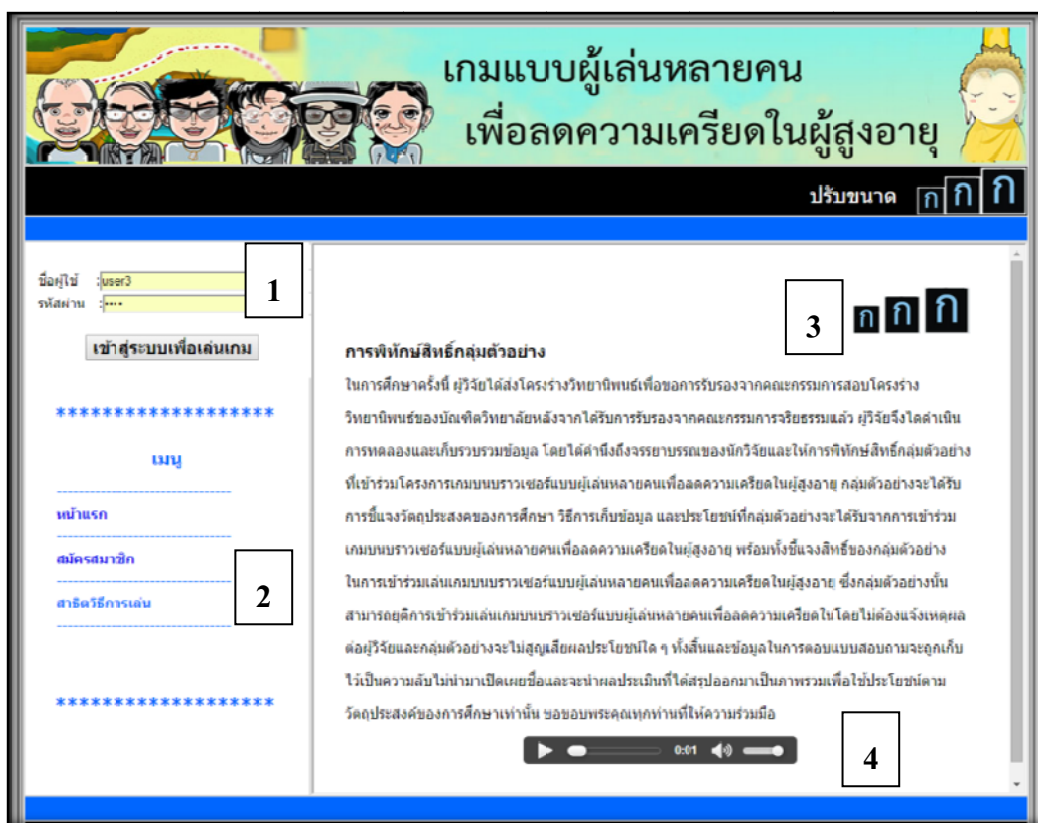 เกมแบบผู้เล่นหลายคน
เพื่อลดความเครียดในผู้สูงอายุ
ปรับขนาด ก ก ก
ชื่อผู้ใช้ :user3
1
รหัสผ่าน :····
เข้าสู่ระบบเพื่อเล่นเกม
*******************
เมนู
--------------------------------
หน้าแรก
--------------------------------
สมัครสมาชิก
--------------------------------
สาธิตวิธีการเล่น
--------------------------------
2
*******************
3
ก ก ก
การพิทักษ์สิทธิ์กลุ่มตัวอย่าง
ในการศึกษาครั้งนี้ ผู้วิจัยได้ส่งโครงร่างวิทยานิพนธ์เพื่อขอการรับรองจากคณะกรรมการสอบโครงร่าง
วิทยานิพนธ์ของบัณฑิตวิทยาลัยหลังจากได้รับการรับรองจากคณะกรรมการจริยธรรมแล้ว ผู้วิจัยจึงได้ดำเนิน
การทดลองและเก็บรวบรวมข้อมูล โดยได้คำนึงถึงจรรยาบรรณของนักวิจัยและให้การพิทักษ์สิทธิ์กลุ่มตัวอย่าง
ที่เข้าร่วมโครงการเกมบนบราวเซอร์แบบผู้เล่นหลายคนเพื่อลดความเครียดในผู้สูงอายุ กลุ่มตัวอย่างจะได้รับ
การชี้แจงวัตถุประสงค์ของการศึกษา วิธีการเก็บข้อมูล และประโยชน์ที่กลุ่มตัวอย่างจะได้รับจากการเข้าร่วม
เกมบนบราวเซอร์แบบผู้เล่นหลายคนเพื่อลดความเครียดในผู้สูงอายุ พร้อมทั้งชี้แจงสิทธิ์ของกลุ่มตัวอย่าง
ในการเข้าร่วมเล่นเกมบนบราวเซอร์แบบผู้เล่นหลายคนเพื่อลดความเครียดในผู้สูงอายุ ซึ่งกลุ่มตัวอย่างนั้น
สามารถยุติการเข้าร่วมเล่นเกมบนบราวเซอร์แบบผู้เล่นหลายคนเพื่อลดความเครียดในโดยไม่ต้องแจ้งเหตุผล
ต่อผู้วิจัยและกลุ่มตัวอย่างจะไม่สูญเสียผลประโยชน์ใด ๆ ทั้งสิ้นและข้อมูลในการตอบแบบสอบถามจะถูกเก็บ
ไว้เป็นความลับไม่นำมาเปิดเผยชื่อและจะนำผลประเมินที่ได้สรุปออกมาเป็นภาพรวมเพื่อใช้ประโยชน์ตาม
วัตถุประสงค์ของการศึกษาเท่านั้น ขอขอบพระคุณทุกท่านที่ให้ความร่วมมือ
0:01
4